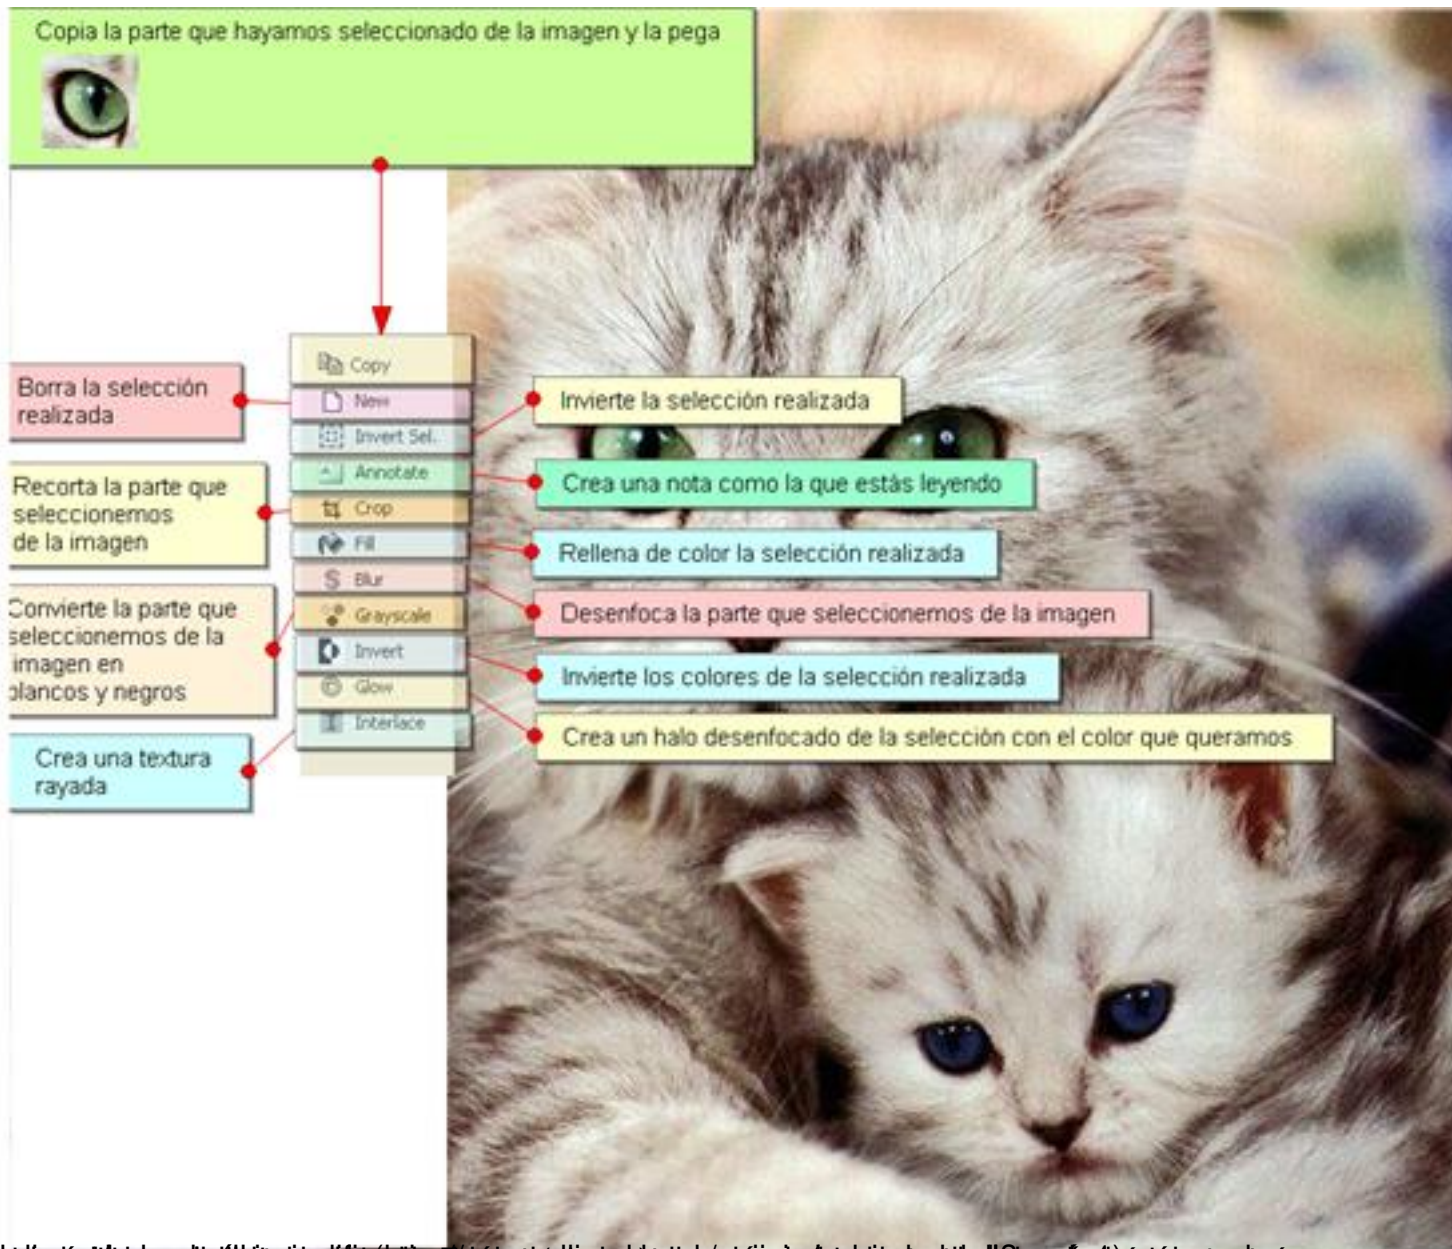 Copia la parte que hayamos seleccionado de la imagen y la pega
Copy
New
Invert Sel.
Annotate
Crop
Fill
Blur
Grayscale
Invert
Glow
Interlace
Borra la selección
realizada
Recorta la parte que
seleccionemos
de la imagen
Convierte la parte que
seleccionemos de la
imagen en
blancos y negros
Crea una textura
rayada
Invierte la selección realizada
Crea una nota como la que estás leyendo
Rellena de color la selección realizada
Desenfoca la parte que seleccionemos de la imagen
Invierte los colores de la selección realizada
Crea un halo desenfocado de la selección con el color que queramos